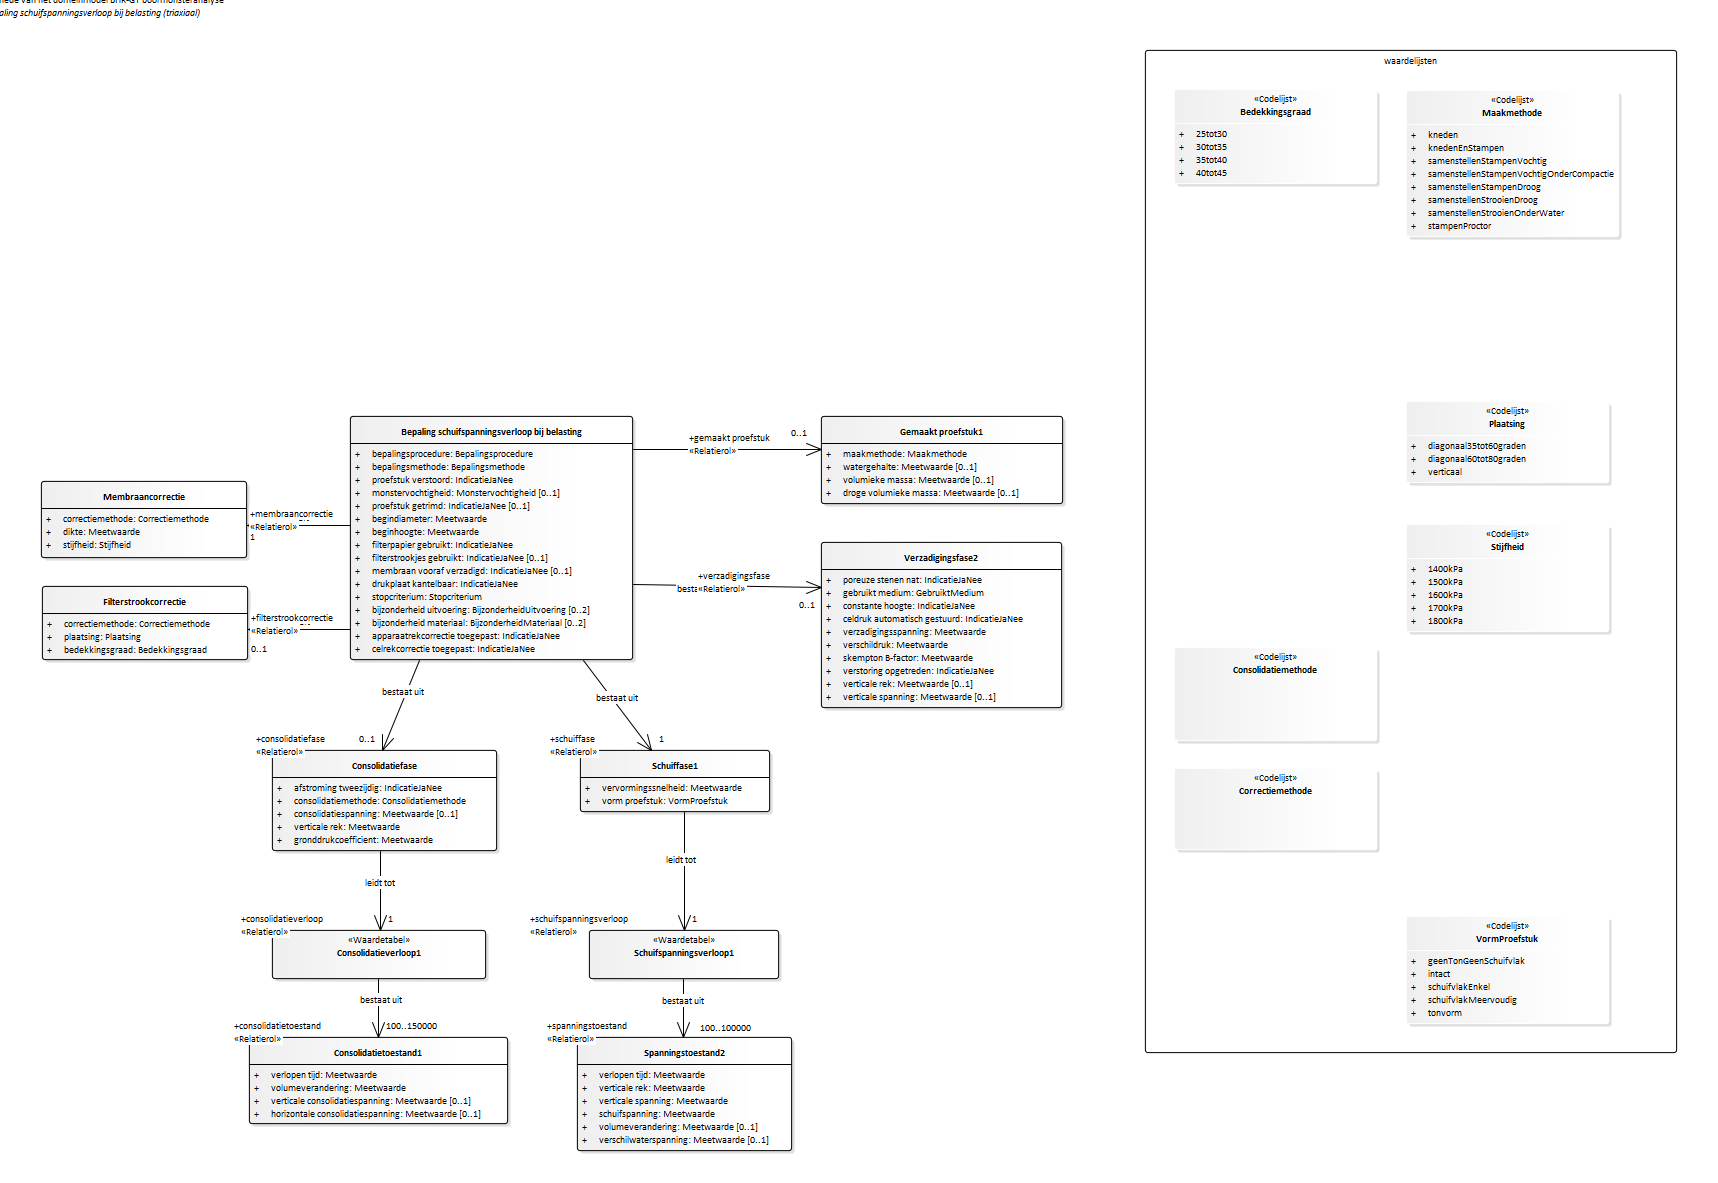 aling schuifspanningsverloop bij belasting (triaxiaal)
waardelijsten
«Codelijst»
Bedekkingsgraad
+ 25tot30
+ 30tot35
+ 35tot40
+ 40tot45
«Codelijst»
Maakmethode
+ kneden
+ knedenEnStampen
+ samenstellenStampenVochtig
+ samenstellenStampenVochtigOnderCompactie
+ samenstellenStampenDroog
+ samenstellenStrooienDroog
+ samenstellenStrooienOnderWater
+ stampenProctor
«Codelijst»
Plaatsing
+ diagonaal35tot60graden
+ diagonaal60tot80graden
+ verticaal
«Codelijst»
Stijfheid
+ 1400kPa
+ 1500kPa
+ 1600kPa
+ 1700kPa
+ 1800kPa
«Codelijst»
Consolidatiemethode
«Codelijst»
Correctiemethode
«Codelijst»
VormProefstuk
+ geenTonGeenSchuifvlak
+ intact
+ schuifvlakEnkel
+ schuifvlakMeervoudig
+ tonvorm
Bepaling schuifspanningsverloop bij belasting
+ bepalingsprocedure: Bepalingsprocedure
+ bepalingsmethode: Bepalingsmethode
+ proefstuk verstoord: IndicatieJaNee
+ monstervochtigheid: Monstervochtigheid [0..1]
+ proefstuk getrimd: IndicatieJaNee [0..1]
+ begindiameter: Meetwaarde
+ beginhoogte: Meetwaarde
+ filterpapier gebruikt: IndicatieJaNee
+ filterstrookjes gebruikt: IndicatieJaNee [0..1]
+ membraan vooraf verzadigd: IndicatieJaNee [0..1]
+ drukplaat kantelbaar: IndicatieJaNee
+ stopcriterium: Stopcriterium
+ bijzonderheid uitvoering: BijzonderheidUitvoering [0..2]
+ bijzonderheid materiaal: BijzonderheidMateriaal [0..2]
+ apparaatrekcorrectie toegepast: IndicatieJaNee
+ celrekcorrectie toegepast: IndicatieJaNee
+gemaakt proefstuk
«Relatierol»
0..1
Gemaakt proefstuk1
+ maakmethode: Maakmethode
+ watergehalte: Meetwaarde [0..1]
+ volumieke massa: Meetwaarde [0..1]
+ droge volumieke massa: Meetwaarde [0..1]
Membraancorrectie
+ correctiemethode: Correctiemethode
+ dikte: Meetwaarde
+ stijfheid: Stijfheid
+membraancorrectie
«Relatierol»
1
Filterstrookcorrectie
+ correctiemethode: Correctiemethode
+ plaatsing: Plaatsing
+ bedekkingsgraad: Bedekkingsgraad
+filterstrookcorrectie
«Relatierol»
0..1
+verzadigingsfase
«Relatierol»
0..1
Verzadigingsfase2
+ poreuze stenen nat: IndicatieJaNee
+ gebruikt medium: GebruiktMedium
+ constante hoogte: IndicatieJaNee
+ celdruk automatisch gestuurd: IndicatieJaNee
+ verzadigingsspanning: Meetwaarde
+ verschildruk: Meetwaarde
+ skempton B-factor: Meetwaarde
+ verstoring opgetreden: IndicatieJaNee
+ verticale rek: Meetwaarde [0..1]
+ verticale spanning: Meetwaarde [0..1]
bestaat uit
+consolidatiefase
«Relatierol»
0..1
Consolidatiefase
+ afstroming tweezijdig: IndicatieJaNee
+ consolidatiemethode: Consolidatiemethode
+ consolidatiespanning: Meetwaarde [0..1]
+ verticale rek: Meetwaarde
+ gronddrukcoefficient: Meetwaarde
bestaat uit
+schuiffase
«Relatierol»
1
Schuiffase1
+ vervormingssnelheid: Meetwaarde
+ vorm proefstuk: VormProefstuk
leidt tot
+consolidatieverloop
«Relatierol»
1
«Waardetabel»
Consolidatieverloop1
leidt tot
+schuifspanningsverloop
«Relatierol»
1
«Waardetabel»
Schuifspanningsverloop1
bestaat uit
+consolidatietoestand
«Relatierol»
100..150000
Consolidatietoestand1
+ verlopen tijd: Meetwaarde
+ volumeverandering: Meetwaarde
+ verticale consolidatiespanning: Meetwaarde [0..1]
+ horizontale consolidatiespanning: Meetwaarde [0..1]
bestaat uit
+spanningstoestand
«Relatierol»
100..100000
Spanningstoestand2
+ verlopen tijd: Meetwaarde
+ verticale rek: Meetwaarde
+ verticale spanning: Meetwaarde
+ schuifspanning: Meetwaarde
+ volumeverandering: Meetwaarde [0..1]
+ verschilwaterspanning: Meetwaarde [0..1]